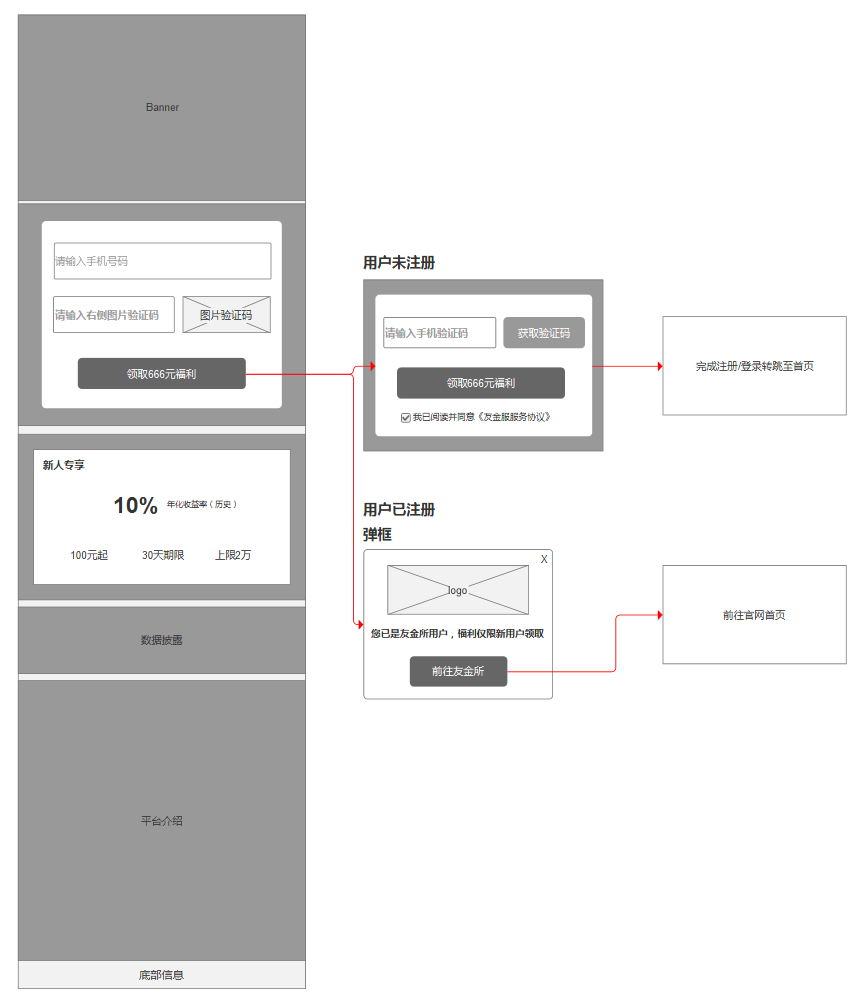 Banner
请输入手机号码
请输入右侧图片验证码
图片验证码
领取666元福利
新人专享
10%
年化收益率（历史）
100元起
30天期限
上限2万
数据披露
平台介绍
底部信息
用户未注册
请输入手机验证码
获取验证码
领取666元福利
我已阅读并同意《友金服服务协议》
完成注册/登录转跳至首页
用户已注册
弹框
X
logo
您已是友金所用户，福利仅限新用户领取
前往友金所
前往官网首页